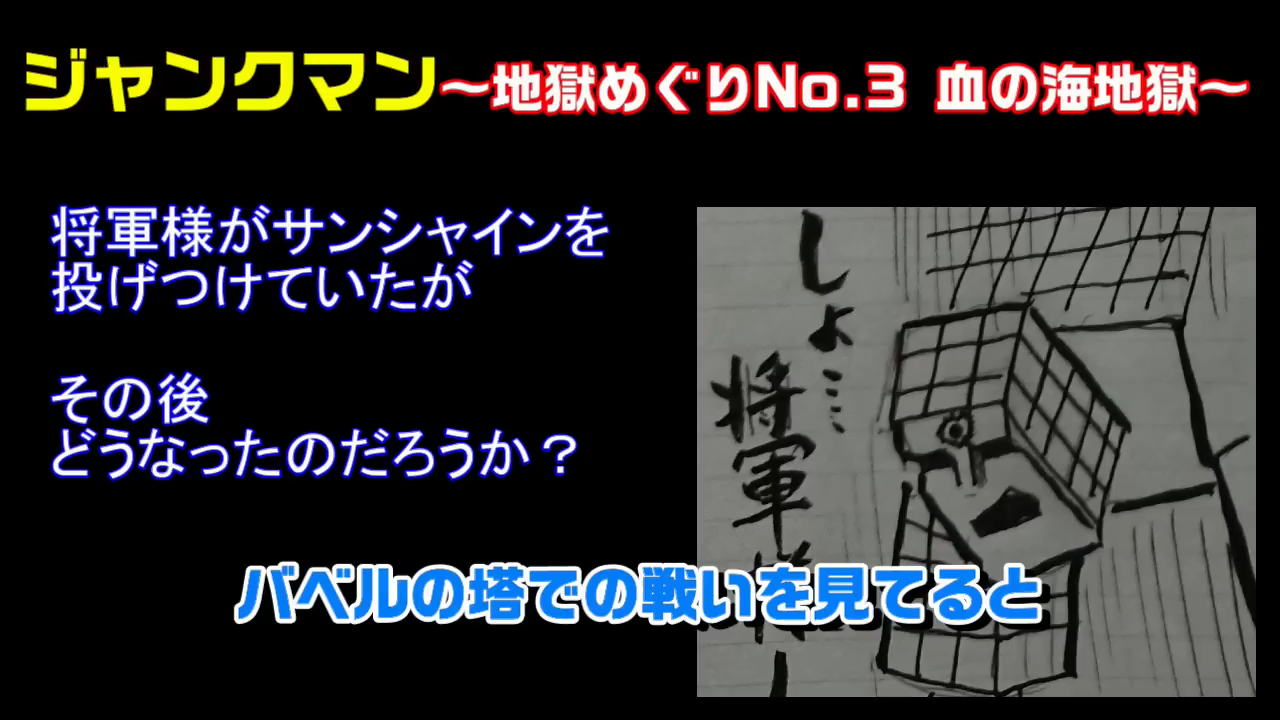 ジャンクマン～地獄めぐりNo.3 血の海地獄～
将軍様がサンシャインを
投げつけていたが
その後
どうなったのだろうか？
しょ…
将軍様ー
バベルの塔での戦いを見てると